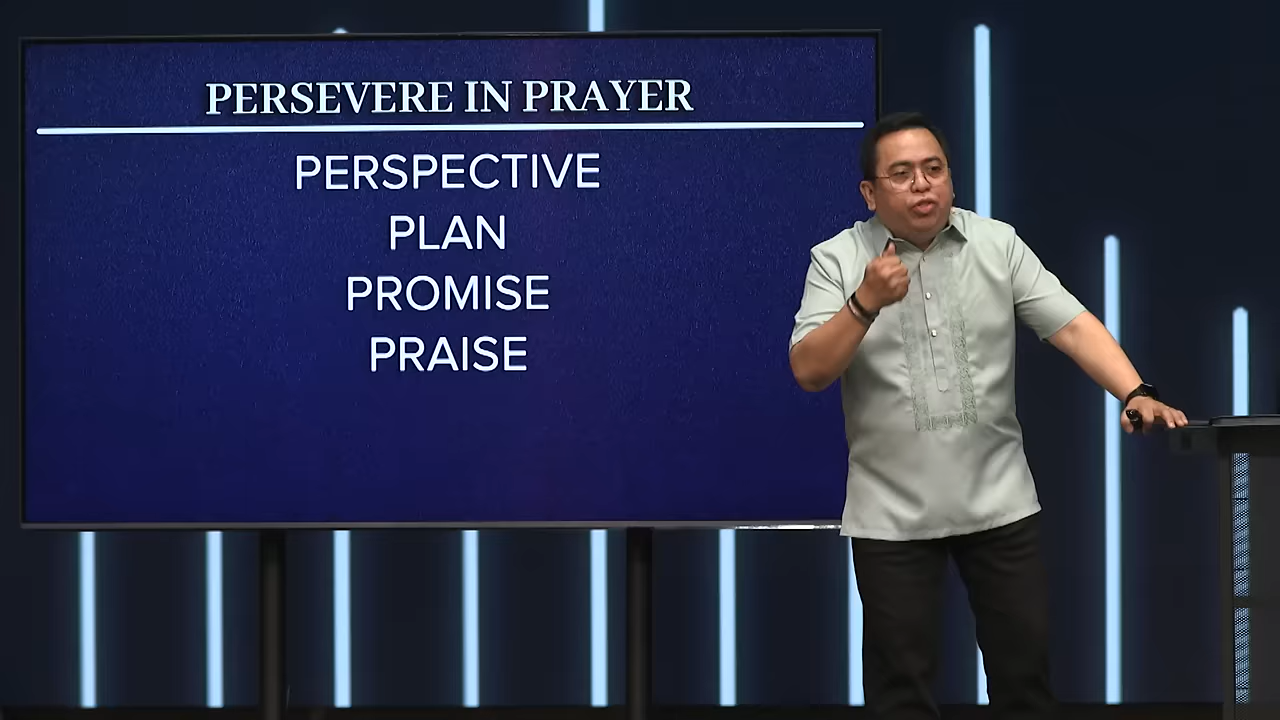 PERSEVERE IN PRAYER
PERSPECTIVE
PLAN
PROMISE
PRAISE